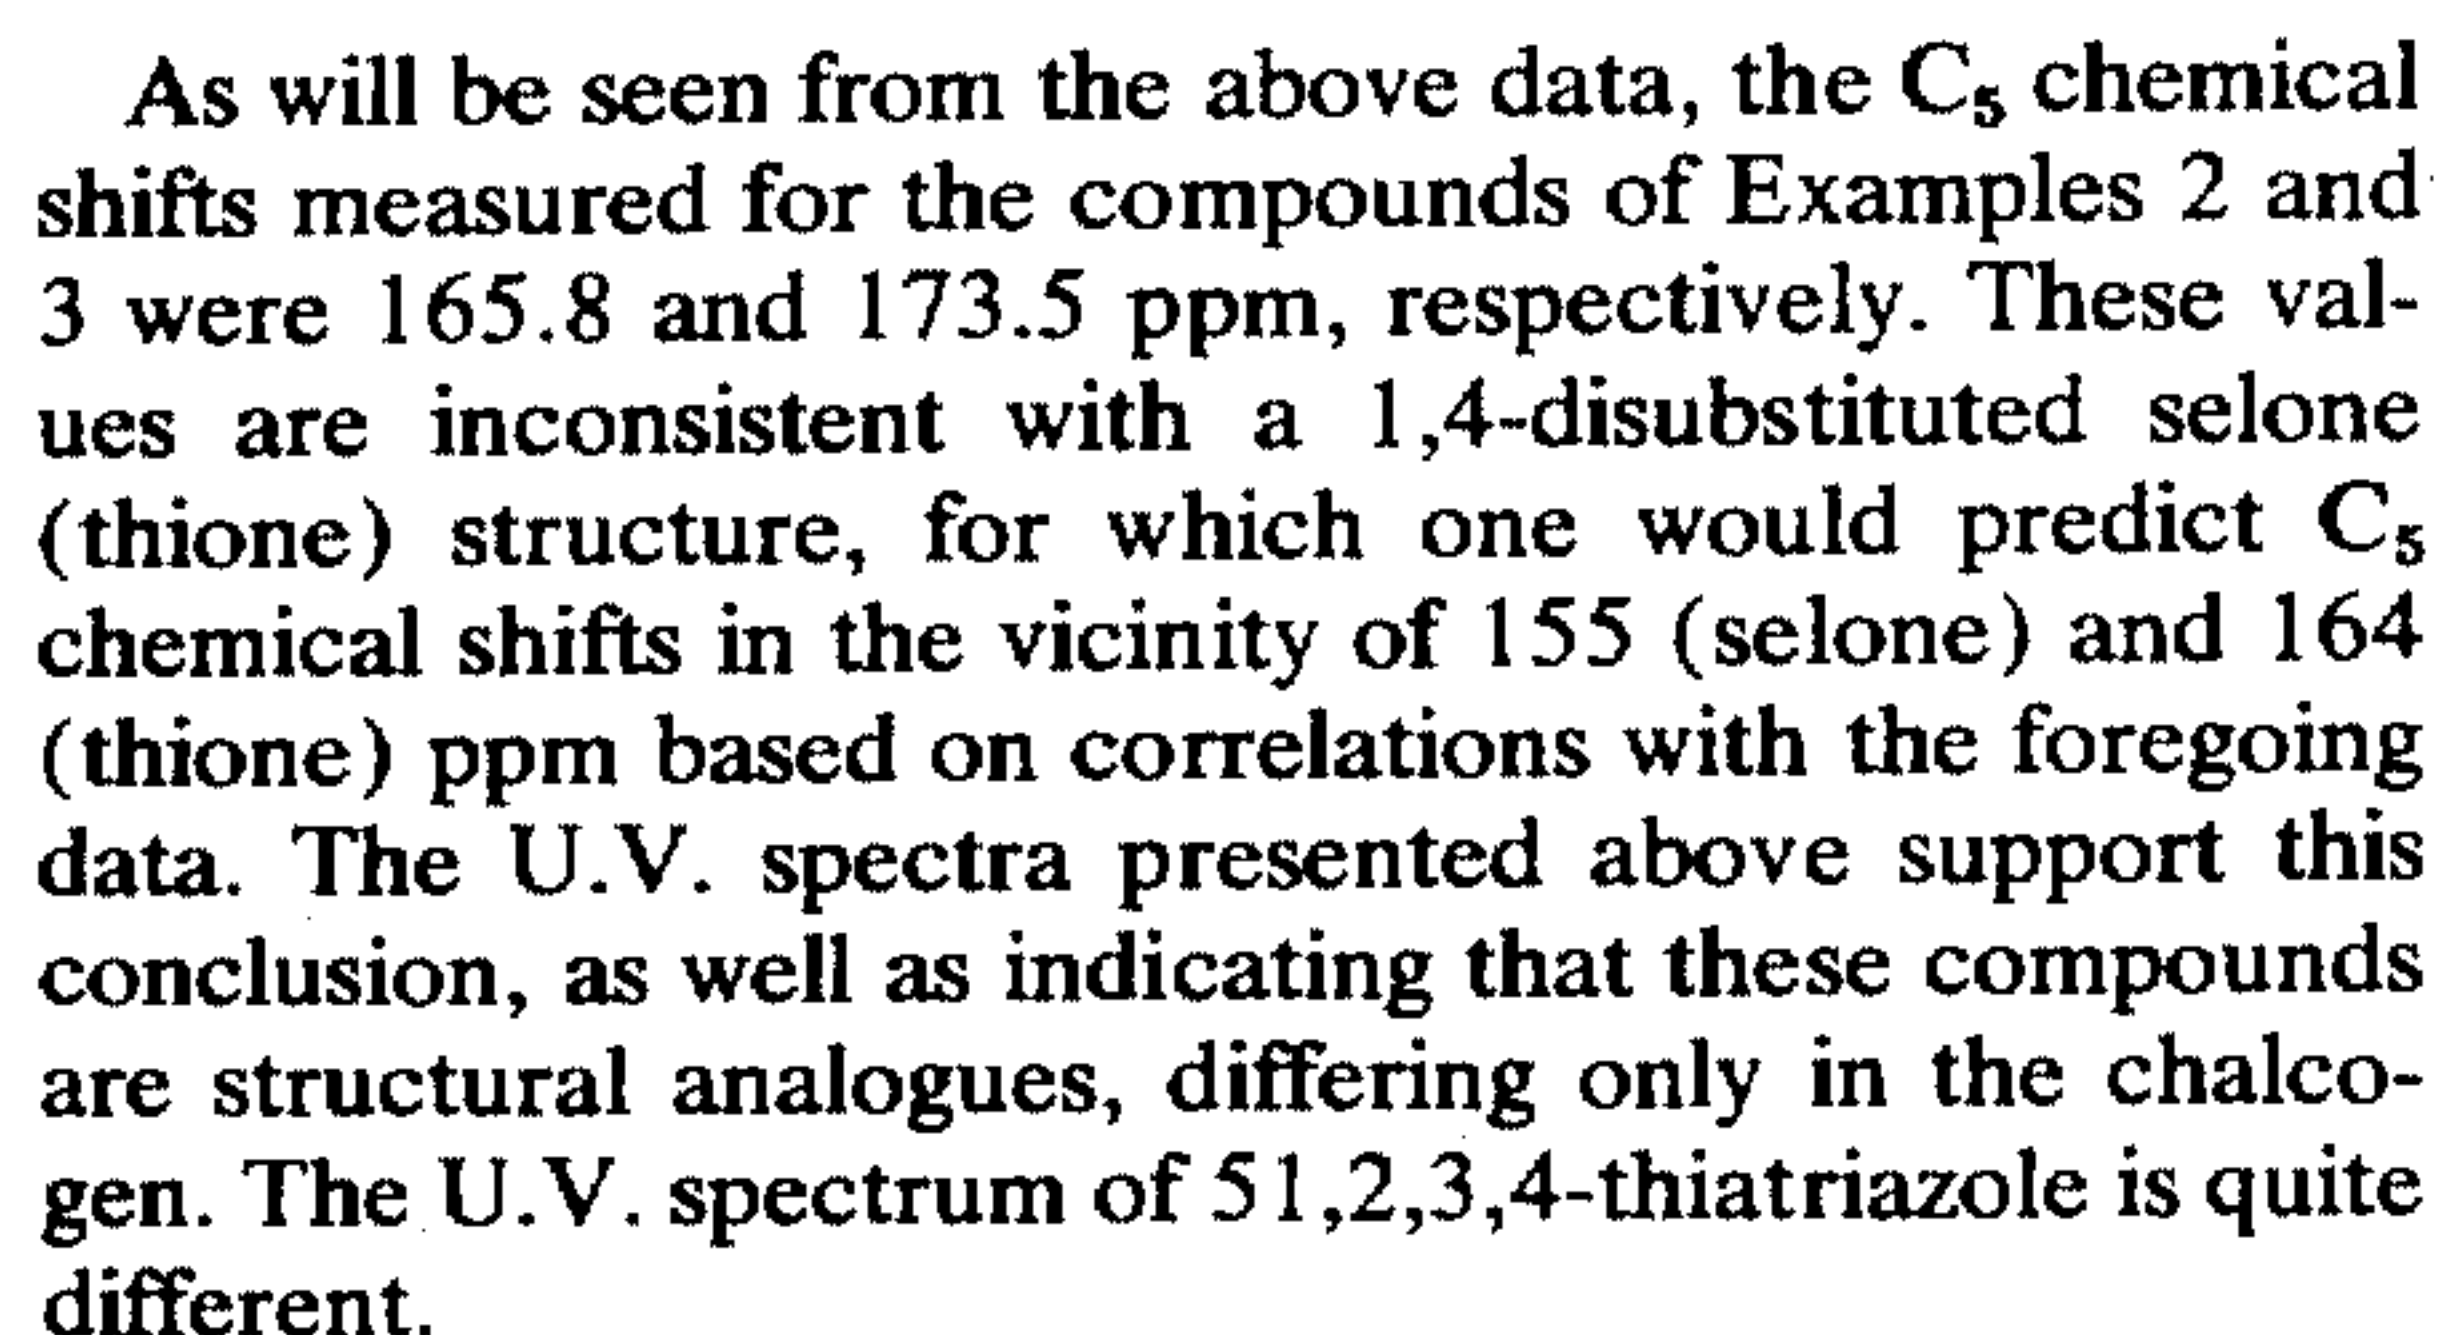 As will be seen from the above data, the C₅ chemical
shifts measured for the compounds of Examples 2 and
3 were 165.8 and 173.5 ppm, respectively. These val-
ues are inconsistent with a 1,4-disubstituted selone
(thione) structure, for which one would predict C₅
chemical shifts in the vicinity of 155 (selone) and 164
(thione) ppm based on correlations with the foregoing
data. The U.V. spectra presented above support this
conclusion, as well as indicating that these compounds
are structural analogues, differing only in the chalco-
gen. The U.V. spectrum of 51,2,3,4-thiatriazole is quite
different.